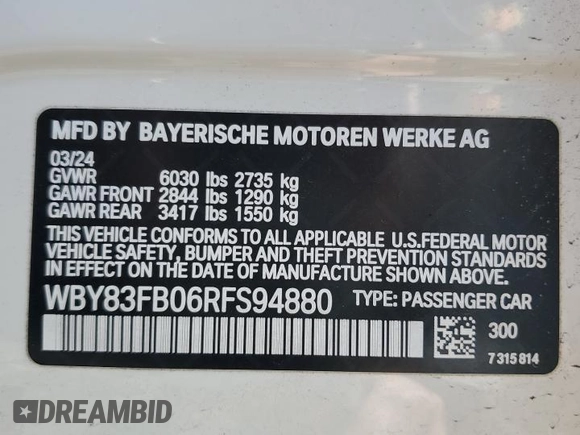 MFD BY BAYERISCHE MOTOREN WERKE AG
03/24
GVWR 6030 lbs 2735 kg
GAWR FRONT 2844 lbs 1290 kg
GAWR REAR 3417 lbs 1550 kg
THIS VEHICLE CONFORMS TO ALL APPLICABLE U.S.FEDERAL MOTOR
VEHICLE SAFETY, BUMPER AND THEFT PREVENTION STANDARDS
IN EFFECT ON THE DATE OF MANUFACTURE SHOWN ABOVE.
WBY83FB06RFS94880 TYPE: PASSENGER CAR
300
7 315 814
DREAMBID